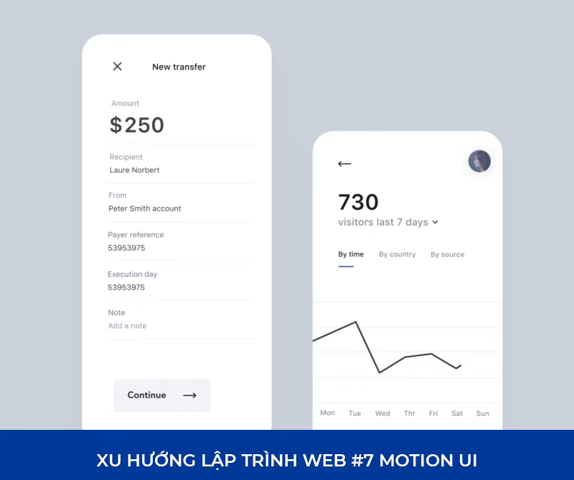 New transfer
Amount
$250
Recipient
Laure Norbert
From
Peter Smith account
Payer reference
53953975
Execution day
53953975
Note
Add a note
Continue
730
visitors last 7 days
By time By country By source
Mon Tue Wed Thr Fri Sat Sun
XU HƯỚNG LẬP TRÌNH WEB #7 MOTION UI